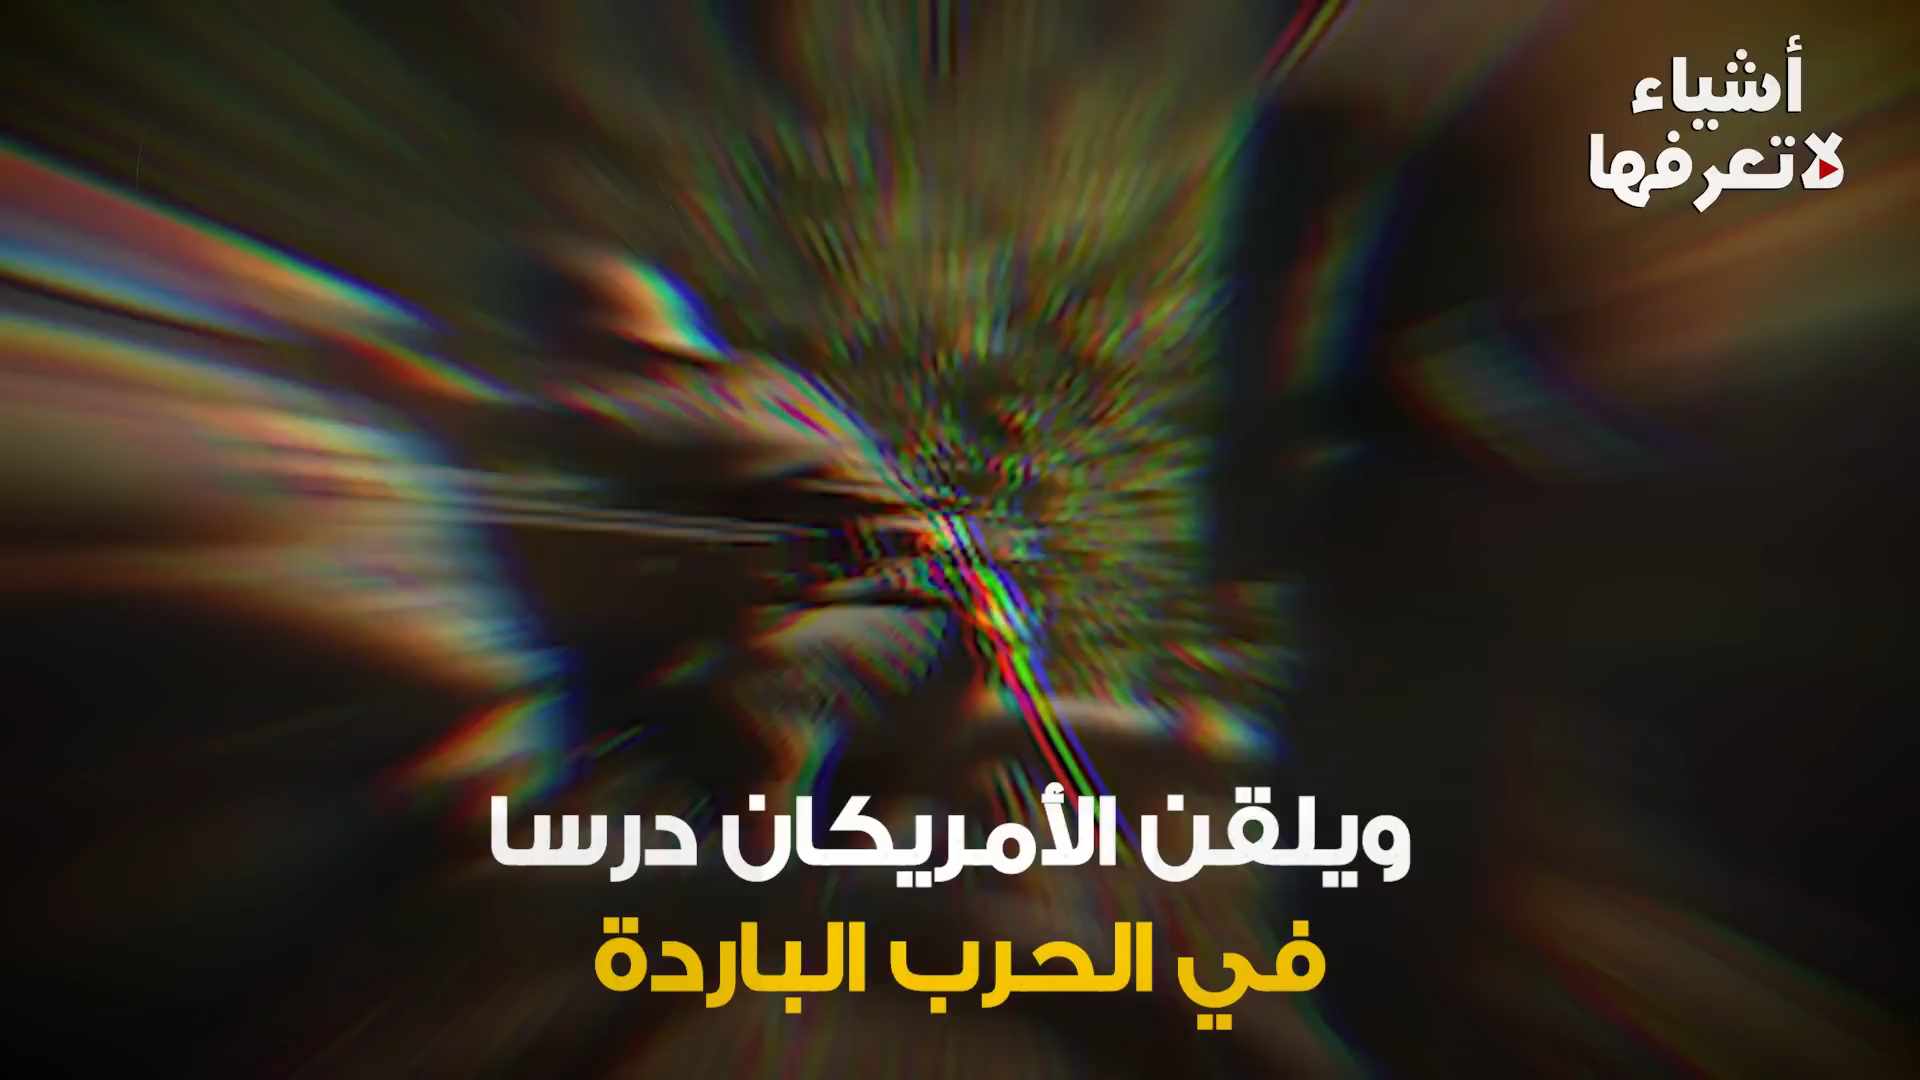 أشياء
لا تعرفها
ويلقن الأمريكان درسا
في الحرب الباردة